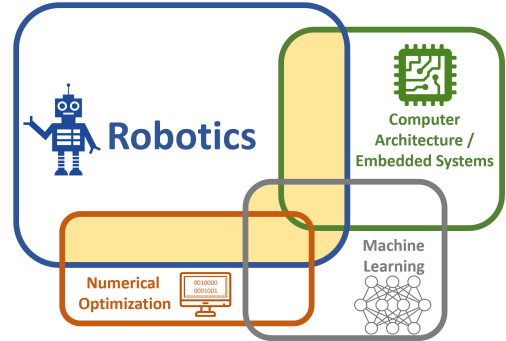 Robotics
Computer
Architecture /
Embedded Systems
Machine
Learning
Numerical
Optimization
0010000
0001001